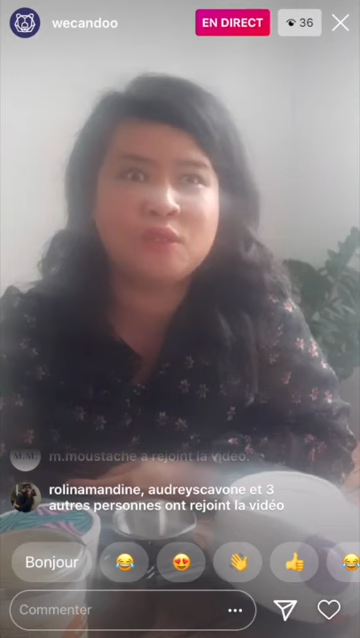 wecandoo
EN DIRECT
36
m.moustache a rejoint la vidéo.
rolinamandine, audreyscavone et 3
autres personnes ont rejoint la vidéo
Bonjour
Commenter